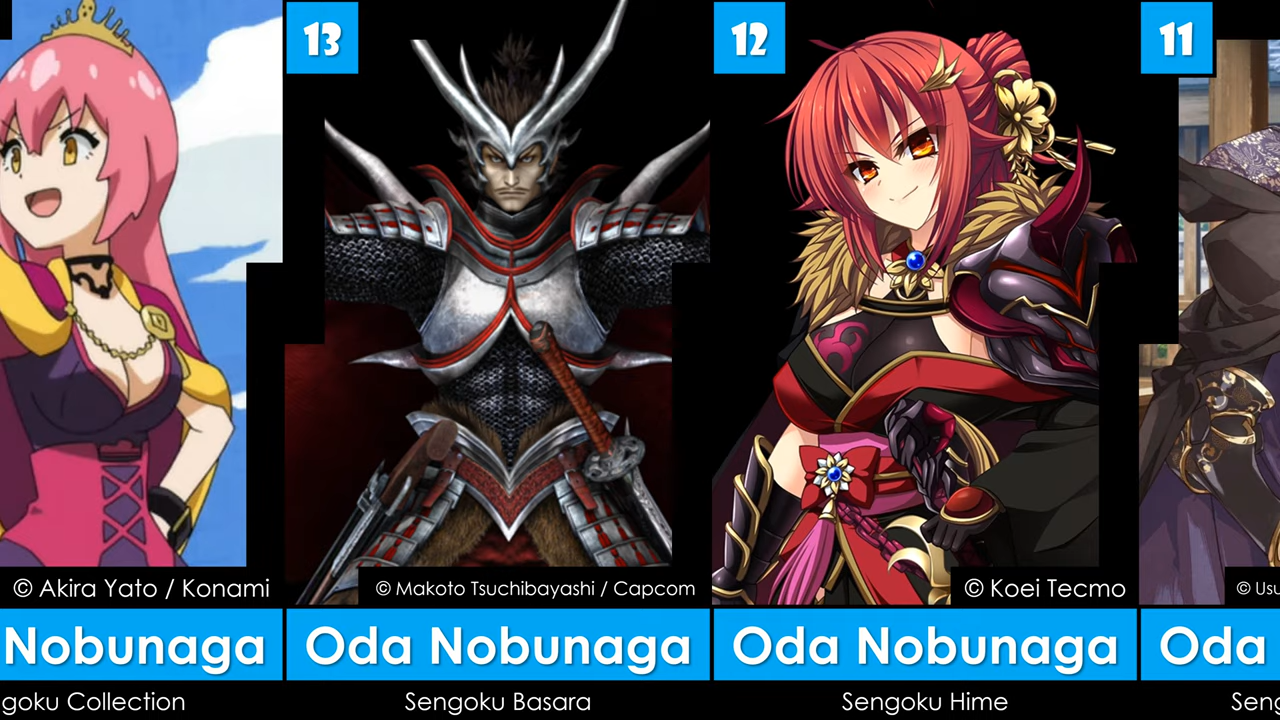 13
12
11
© Akira Yato / Konami
© Makoto Tsuchibayashi / Capcom
© Koei Tecmo
©
Nobunaga
Oda Nobunaga
Oda Nobunaga
Oda
Collection
Sengoku Basara
Sengoku Hime